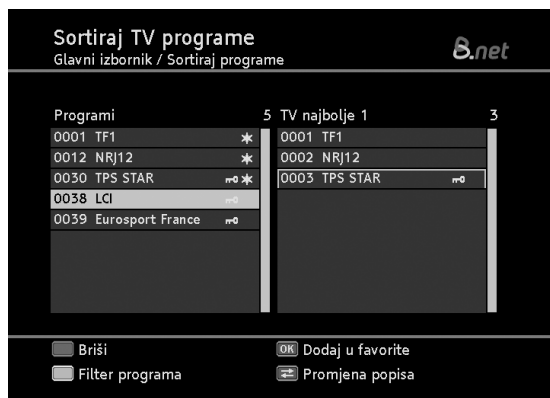 Sortiraj TV programe
Glavni izbornik / Sortiraj programe
B.net
Programi 5
0001 TF1
0012 NRJ12
0030 TPS STAR
0038 LCI
0039 Eurosport France
TV najbolje 1 3
0001 TF1
0002 NRJ12
0003 TPS STAR
Briši
OK Dodaj u favorite
Filter programa
Promjena popisa